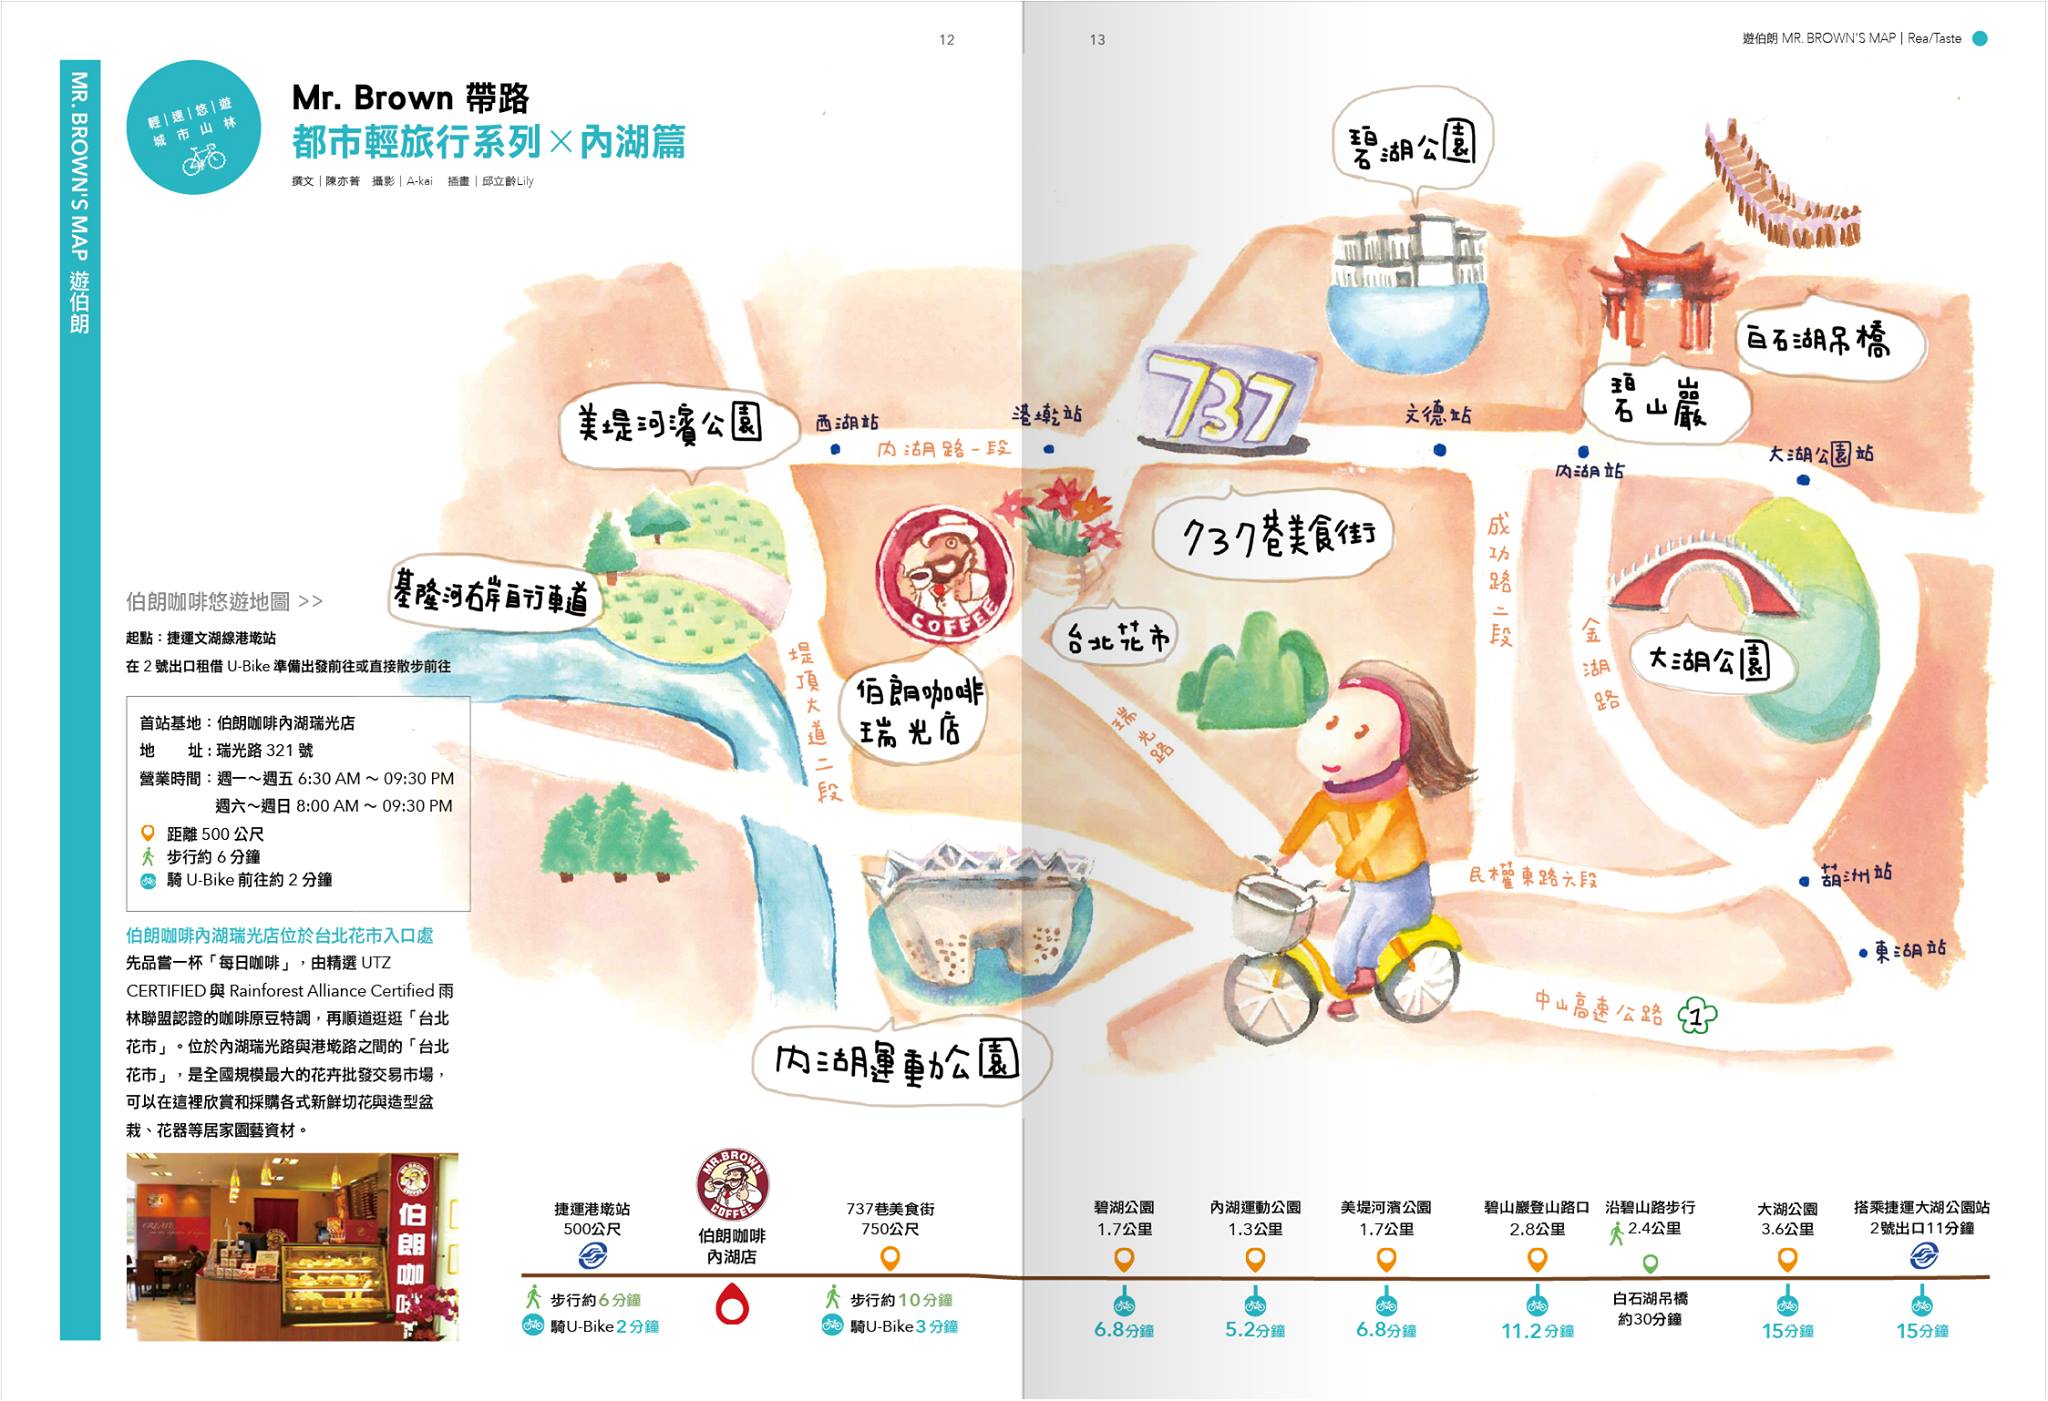 12
13
遊伯朗 MR. BROWN'S MAP | Rea/Taste
MR. BROWN'S MAP 遊伯朗
輕|速|悠|遊
城市山林
Mr. Brown 帶路
都市輕旅行系列×內湖篇
撰文|陳亦菁 攝影|A-kai 插畫|邱立齡Lily
碧湖公園
白石湖吊橋
碧山巖
737
美堤河濱公園
西湖站
港墘站
文德站
內湖站
大湖公園站
內湖路一段
737巷美食街
基隆河右岸自行車道
COFFEE
台北花市
成功路二段
金湖路
大湖公園
堤頂大道二段
伯朗咖啡
瑞光店
瑞光路
民權東路六段
葫洲站
東湖站
中山高速公路
1
內湖運動公園
伯朗咖啡悠遊地圖 >>
起點:捷運文湖線港墘站
在 2 號出口租借 U-Bike 準備出發前往或直接散步前往
首站基地:伯朗咖啡內湖瑞光店
地 址:瑞光路 321 號
營業時間:週一～週五 6:30 AM ～ 09:30 PM
週六～週日 8:00 AM ～ 09:30 PM
距離 500 公尺
步行約 6 分鐘
騎 U-Bike 前往約 2 分鐘
伯朗咖啡內湖瑞光店位於台北花市入口處
先品嘗一杯「每日咖啡」,由精選 UTZ
CERTIFIED 與 Rainforest Alliance Certified 雨
林聯盟認證的咖啡原豆特調,再順道逛逛「台北
花市」。位於內湖瑞光路與港墘路之間的「台北
花市」,是全國規模最大的花卉批發交易市場,
可以在這裡欣賞和採購各式新鮮切花與造型盆
栽、花器等居家園藝資材。
伯朗咖啡
捷運港墘站
500公尺
步行約6分鐘
騎U-Bike 2分鐘
MR. BROWN
COFFEE
伯朗咖啡
內湖店
737巷美食街
750公尺
步行約10分鐘
騎U-Bike 3分鐘
碧湖公園
1.7公里
6.8分鐘
內湖運動公園
1.3公里
5.2分鐘
美堤河濱公園
1.7公里
6.8分鐘
碧山巖登山路口
2.8公里
11.2分鐘
沿碧山路步行
2.4公里
白石湖吊橋
約30分鐘
大湖公園
3.6公里
15分鐘
搭乘捷運大湖公園站
2號出口11分鐘
15分鐘